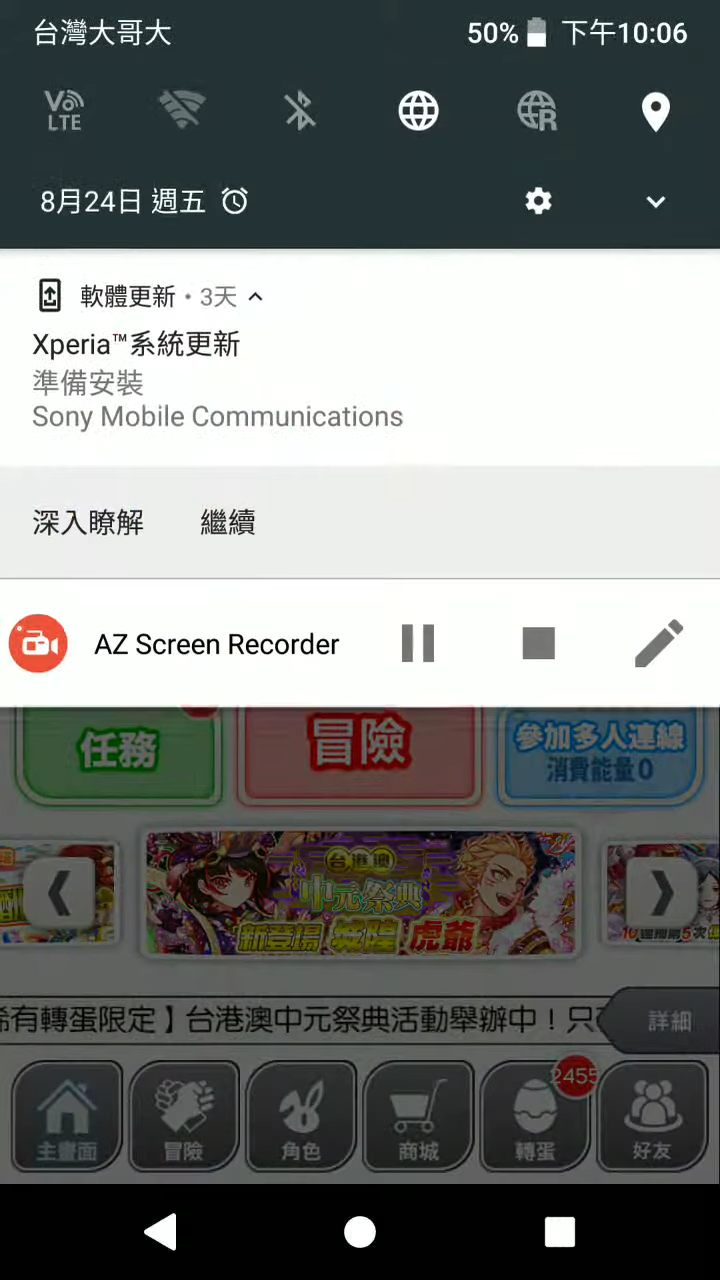 台灣大哥大 50% 下午10:06
VoLTE
R
8月24日 週五
軟體更新 • 3天
Xperia™系統更新
準備安裝
Sony Mobile Communications
深入瞭解 繼續
AZ Screen Recorder
任務 冒險 參加多人連線
消費能量0
台港澳
中元祭典
新登場 城隍 虎爺
稀有轉蛋限定】台港澳中元祭典活動舉辦中！只 詳細
2455
主畫面 冒險 角色 商城 轉蛋 好友